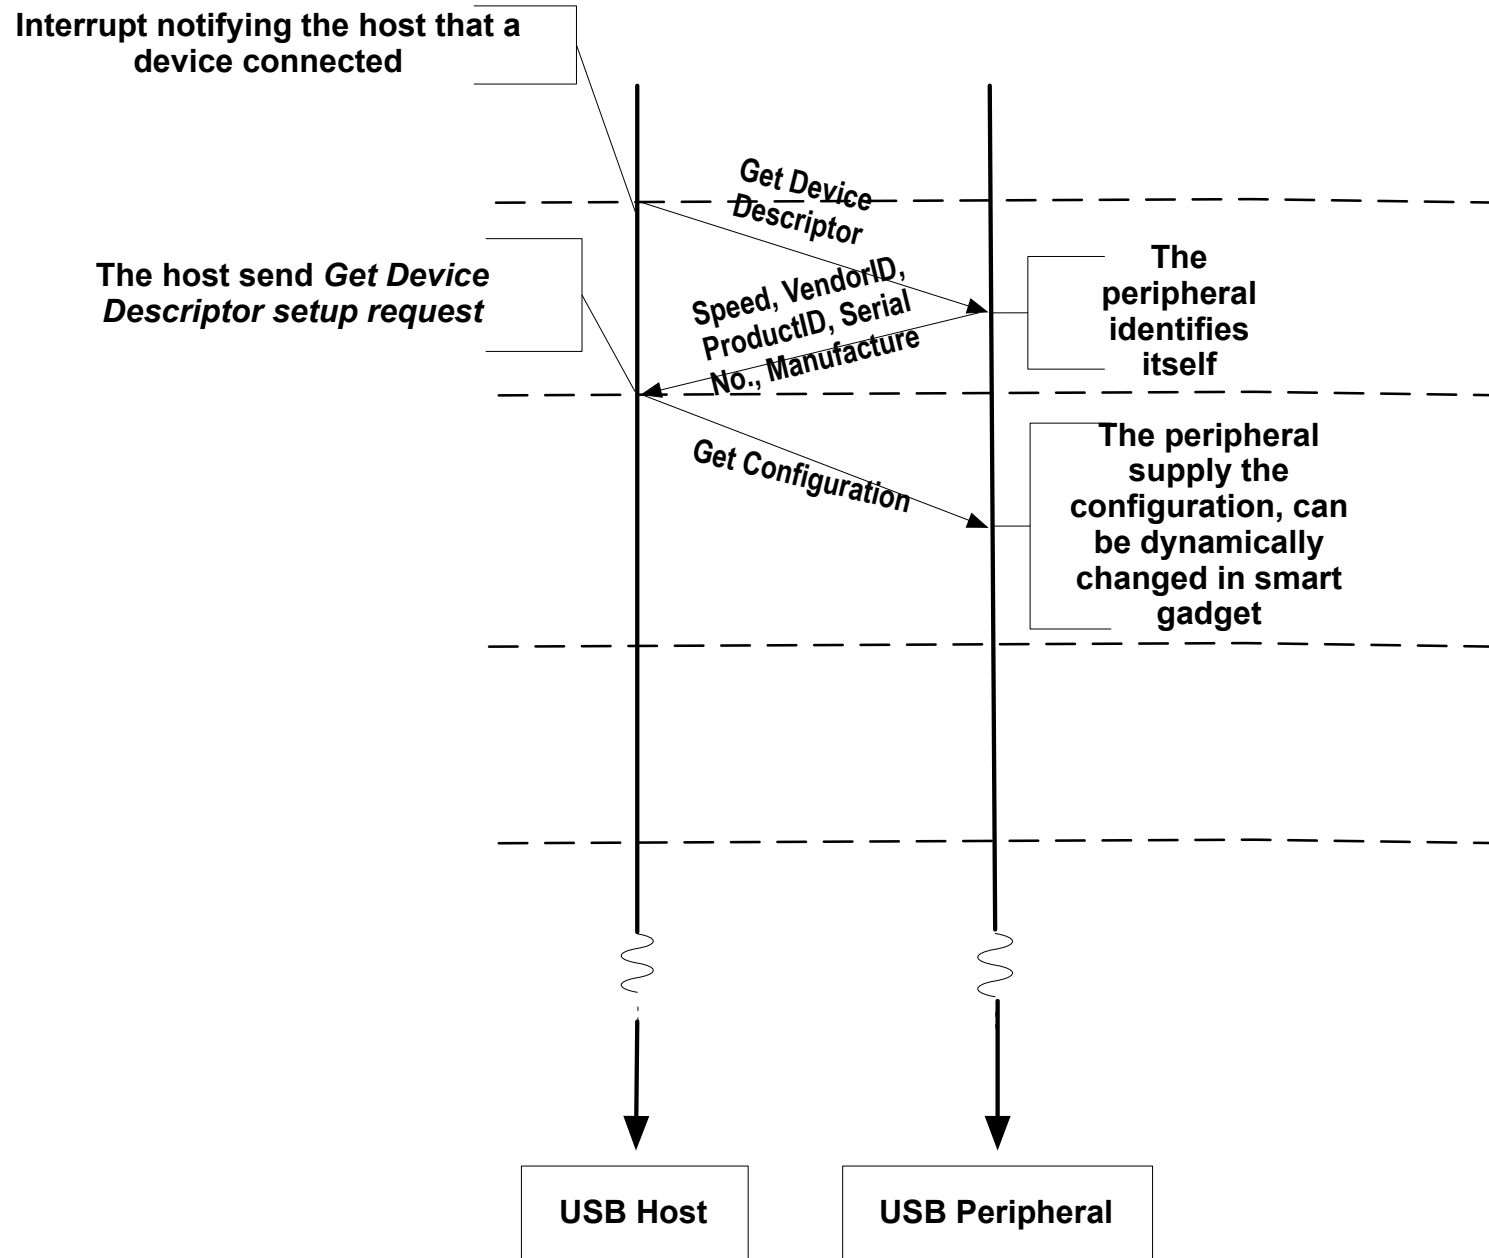 Interrupt notifying the host that a
device connected
Get Device
Descriptor
The host send Get Device
Descriptor setup request
Speed, VendorID,
ProductID, Serial
No., Manufacture
The
peripheral
identifies
itself
Get Configuration
The peripheral
supply the
configuration, can
be dynamically
changed in smart
gadget
USB Host
USB Peripheral